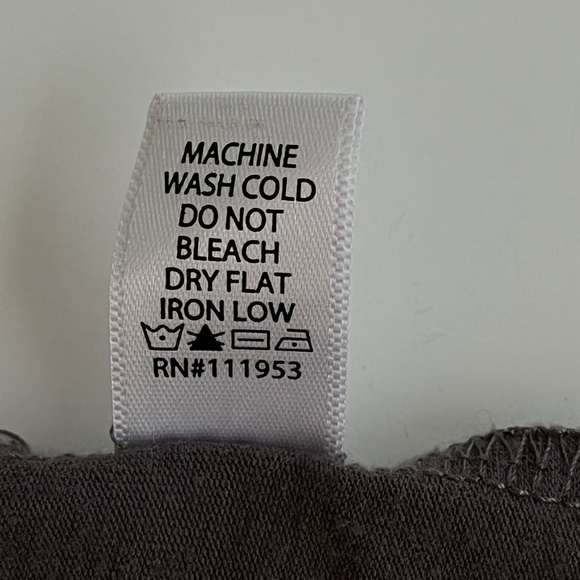 MACHINE
WASH COLD
DO NOT
BLEACH
DRY FLAT
IRON LOW
RN#111953